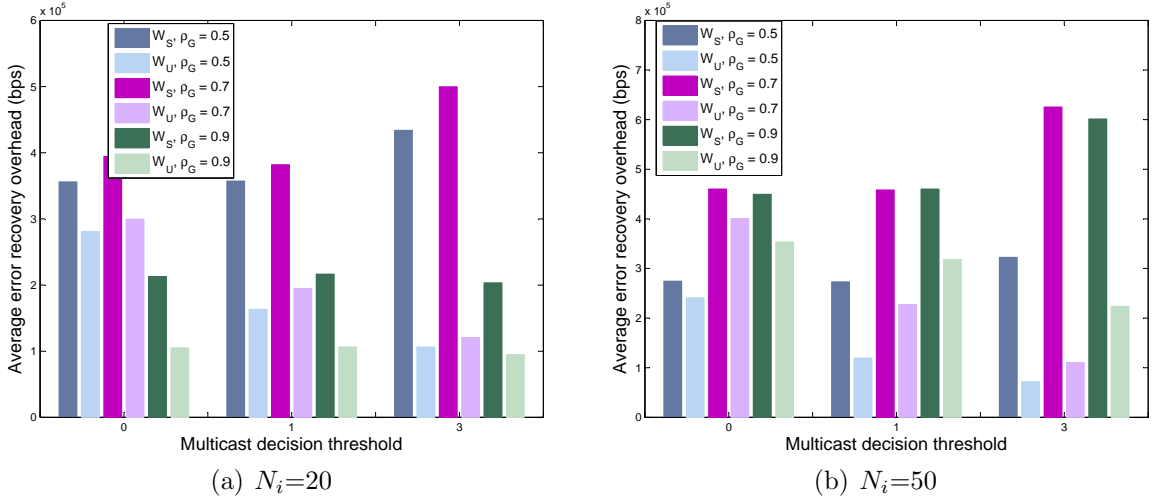 x 10^5
6
5
4
3
2
1
0
Average error recovery overhead (bps)
W_S, ρ_G = 0.5
W_U, ρ_G = 0.5
W_S, ρ_G = 0.7
W_U, ρ_G = 0.7
W_S, ρ_G = 0.9
W_U, ρ_G = 0.9
0 1 3
Multicast decision threshold
(a) N_i=20
x 10^5
8
7
6
5
4
3
2
1
0
Average error recovery overhead (bps)
W_S, ρ_G = 0.5
W_U, ρ_G = 0.5
W_S, ρ_G = 0.7
W_U, ρ_G = 0.7
W_S, ρ_G = 0.9
W_U, ρ_G = 0.9
0 1 3
Multicast decision threshold
(b) N_i=50